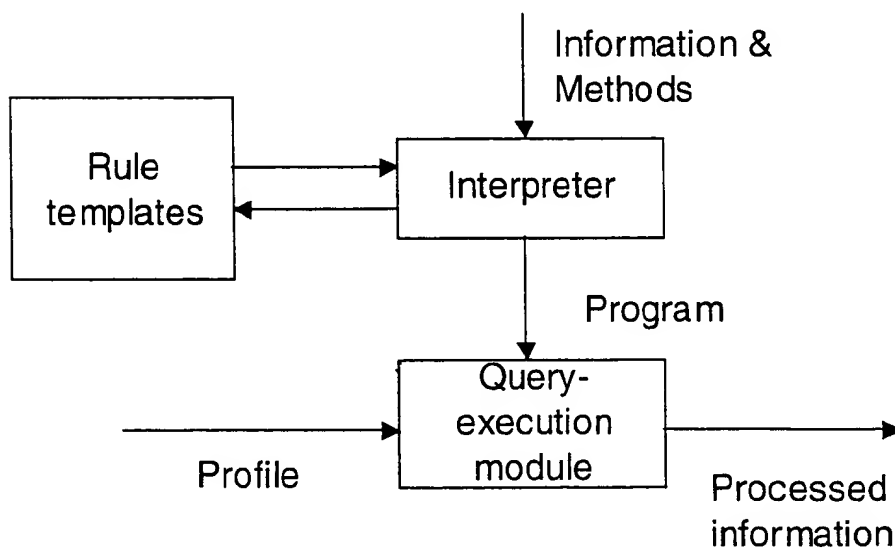 Information &
Methods
Rule
templates
Interpreter
Program
Query-
execution
module
Profile
Processed
information